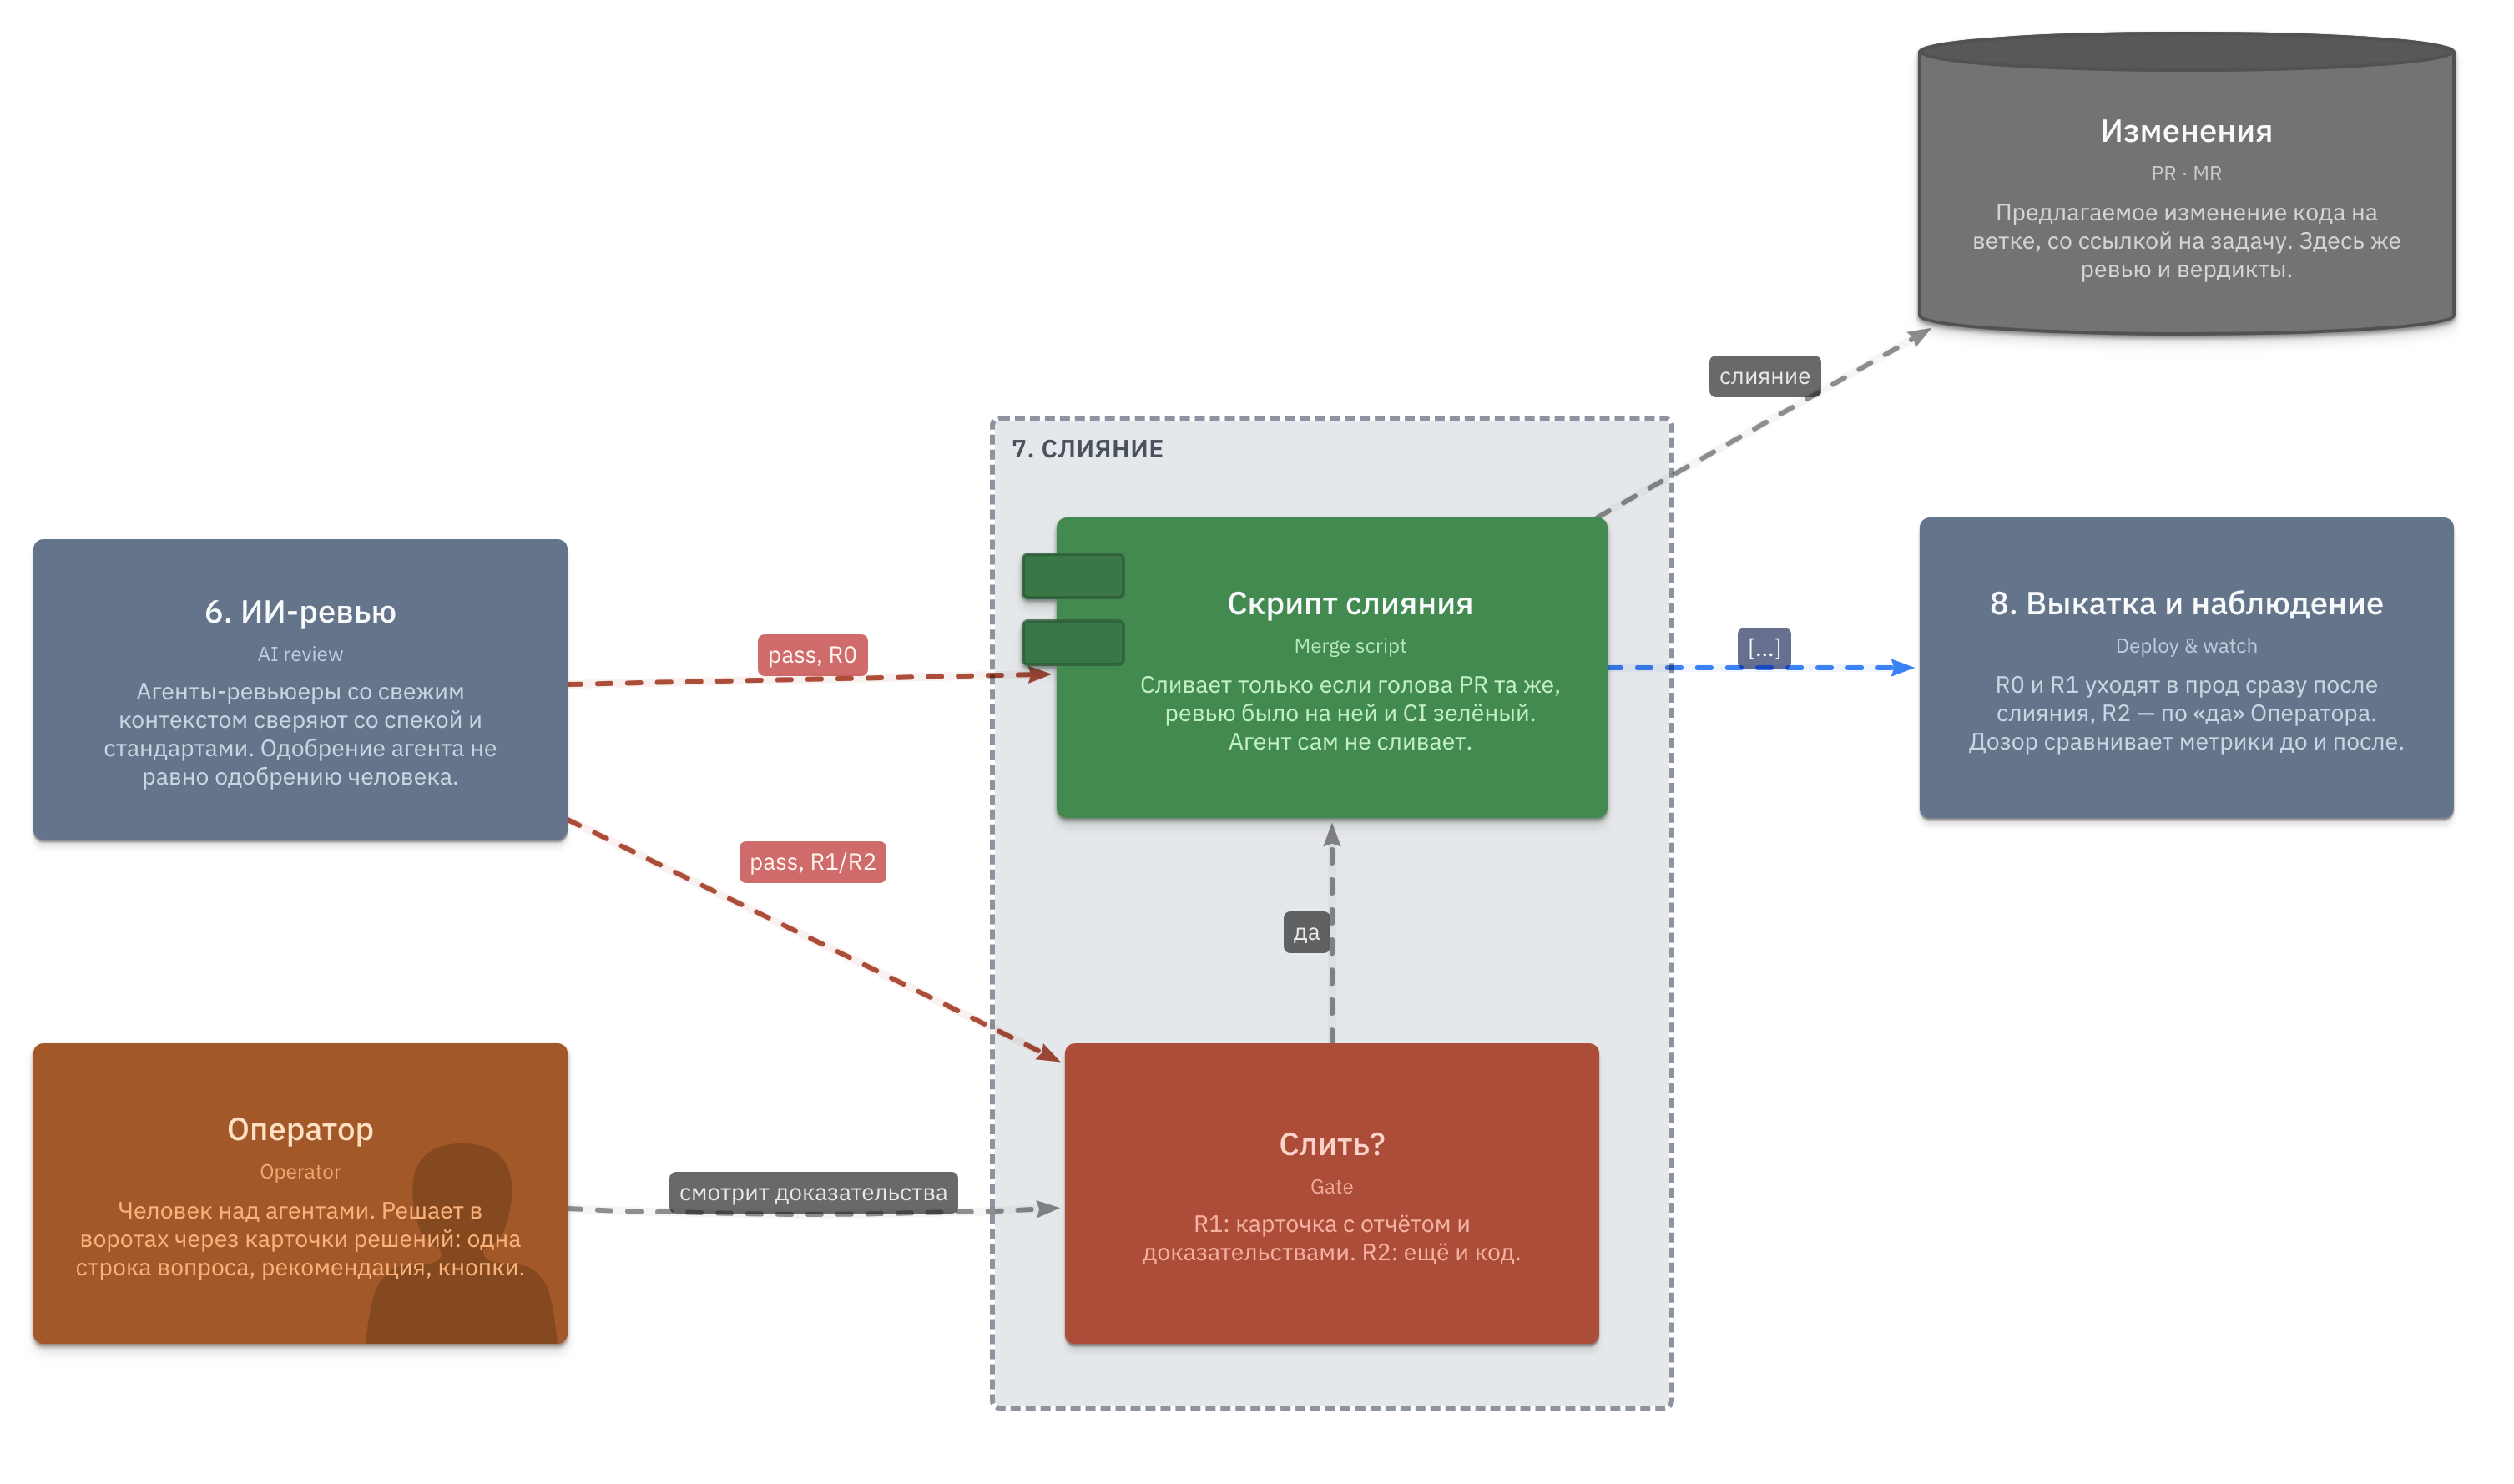 Изменения
PR · MR
Предлагаемое изменение кода на
ветке, со ссылкой на задачу. Здесь же
ревью и вердикты.
слияние
7. СЛИЯНИЕ
6. ИИ-ревью
AI review
Агенты-ревьюеры со свежим
контекстом сверяют со спекой и
стандартами. Одобрение агента не
равно одобрению человека.
pass, R0
Скрипт слияния
Merge script
Сливает только если голова PR та же,
ревью было на ней и CI зелёный.
Агент сам не сливает.
[...]
8. Выкатка и наблюдение
Deploy & watch
R0 и R1 уходят в прод сразу после
слияния, R2 — по «да» Оператора.
Дозор сравнивает метрики до и после.
pass, R1/R2
да
Оператор
Operator
Человек над агентами. Решает в
воротах через карточки решений: одна
строка вопроса, рекомендация, кнопки.
смотрит доказательства
Слить?
Gate
R1: карточка с отчётом и
доказательствами. R2: ещё и код.